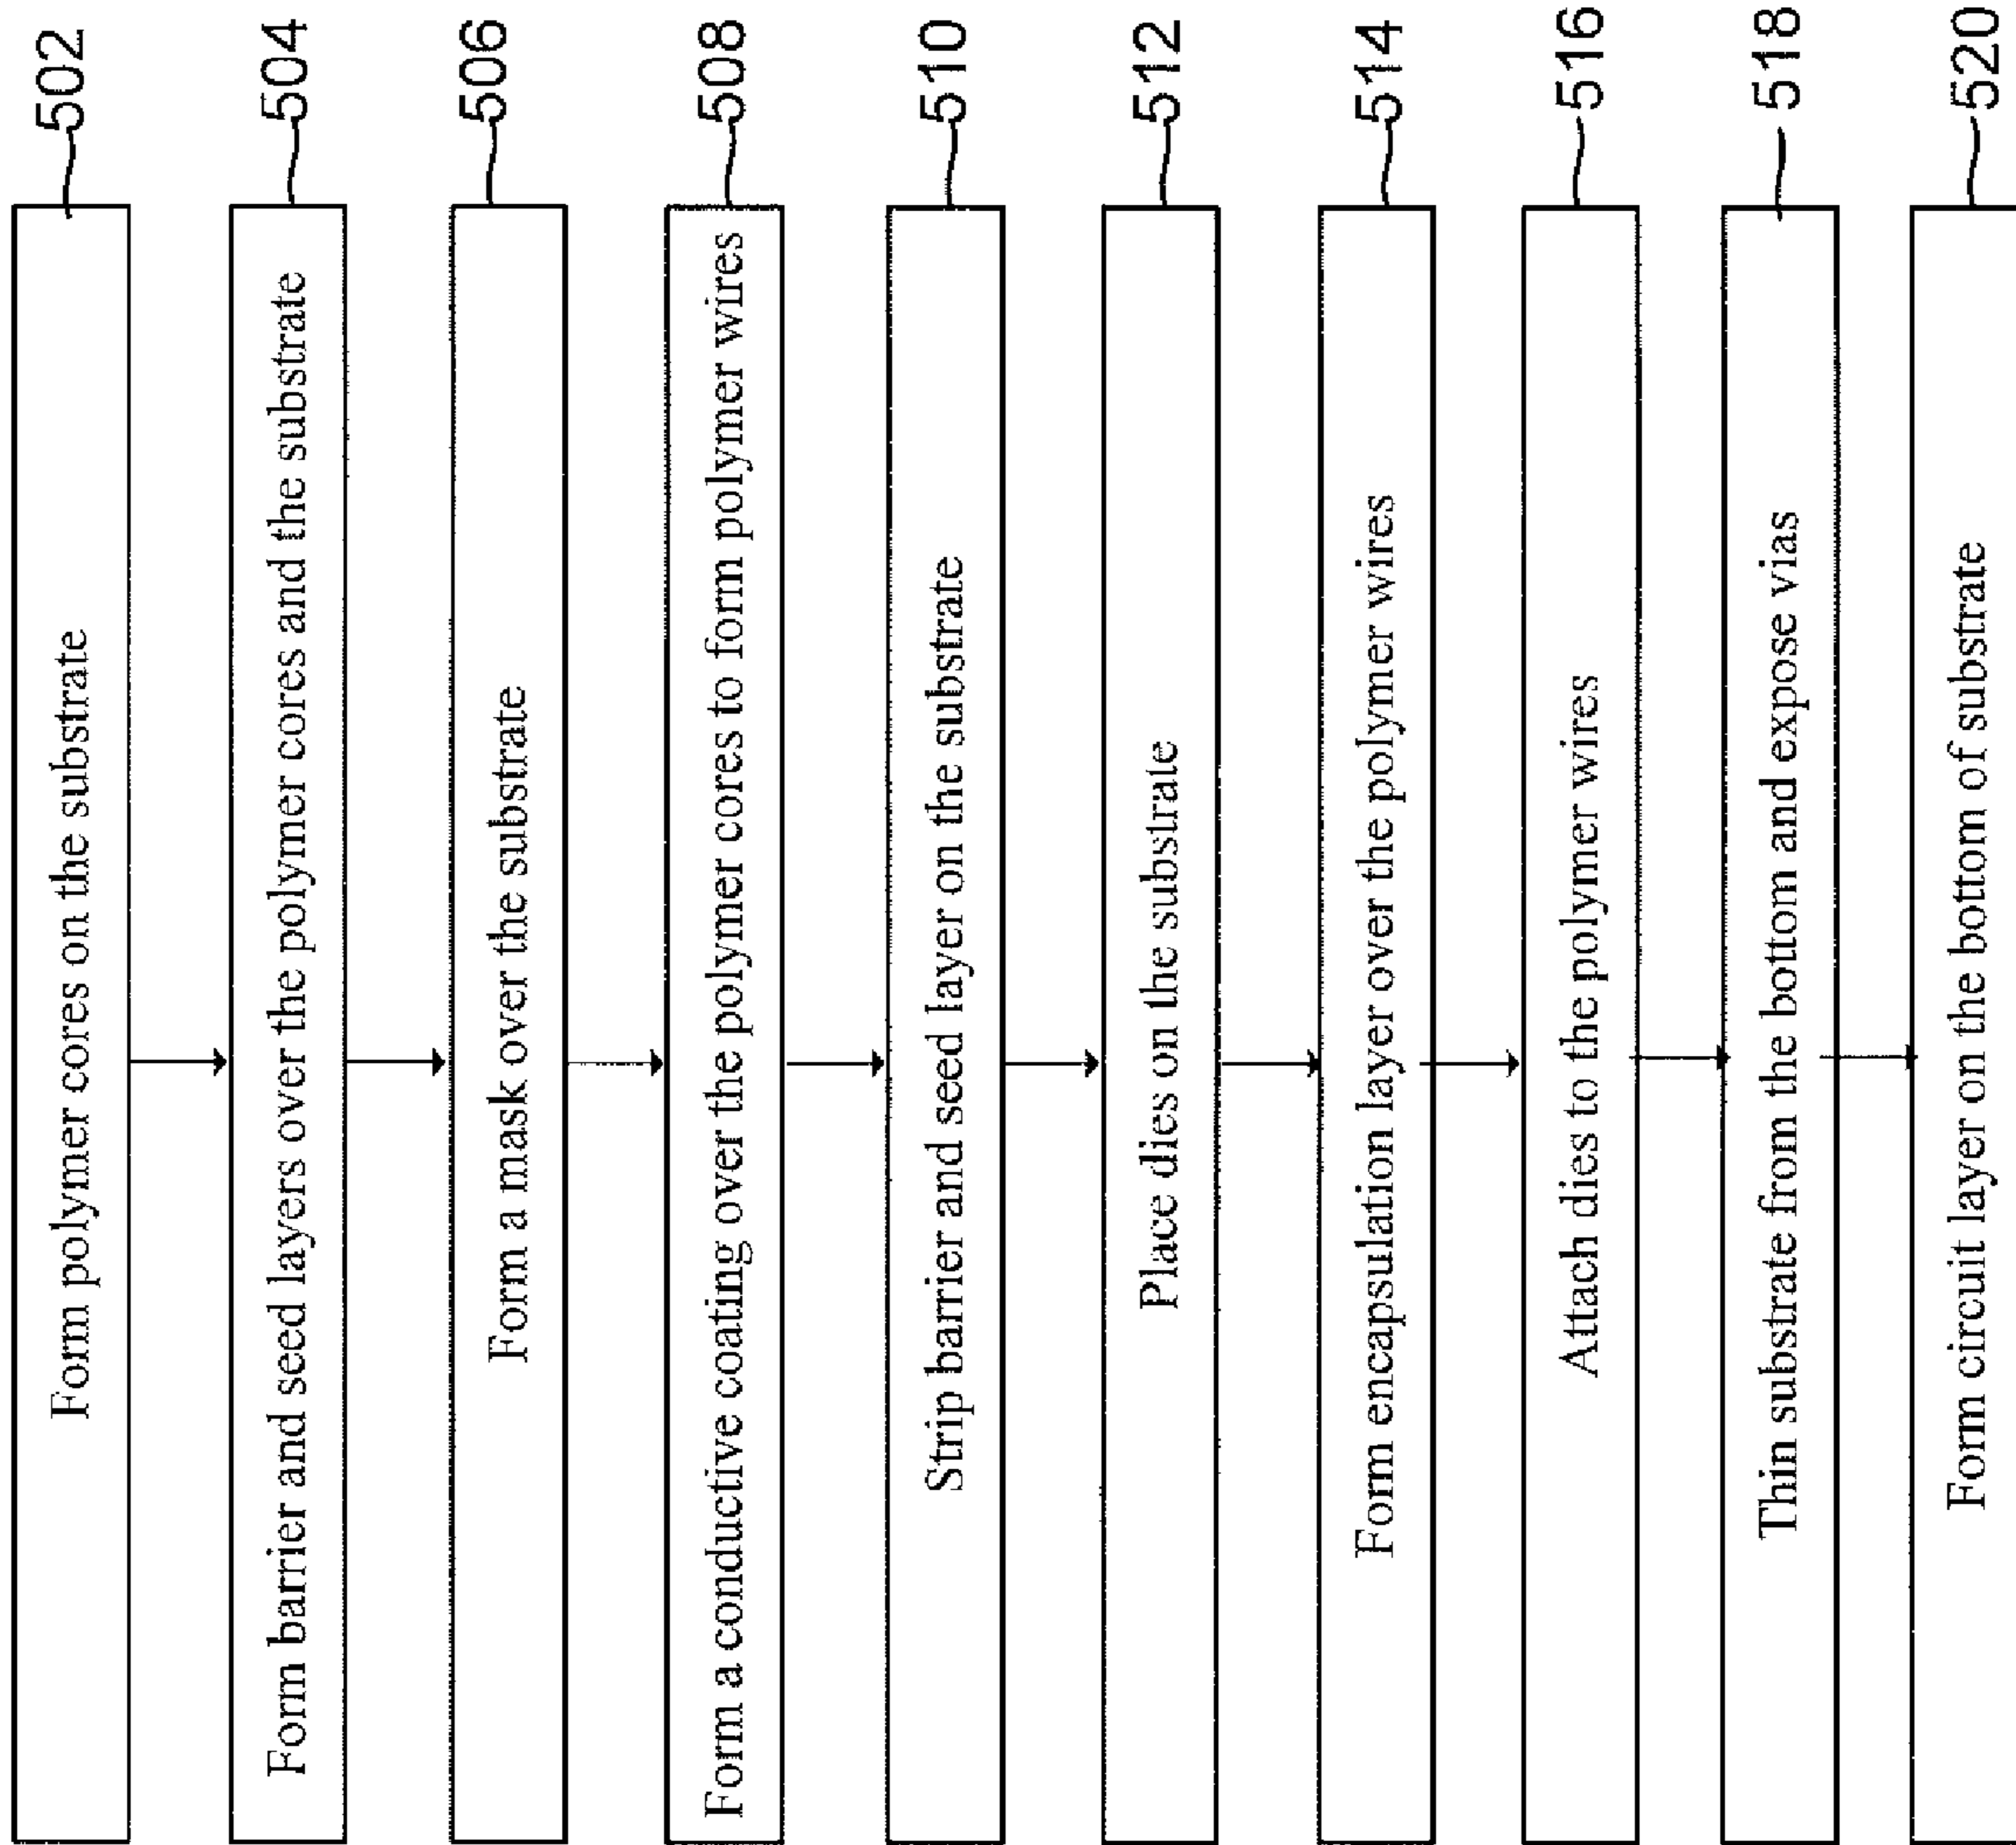 Form polymer cores on the substrate
502
Form barrier and seed layers over the polymer cores and the substrate
504
Form a mask over the substrate
506
Form a conductive coating over the polymer cores to form polymer wires
508
Strip barrier and seed layer on the substrate
510
Place dies on the substrate
512
Form encapsulation layer over the polymer wires
514
Attach dies to the polymer wires
516
Thin substrate from the bottom and expose vias
518
Form circuit layer on the bottom of substrate
520